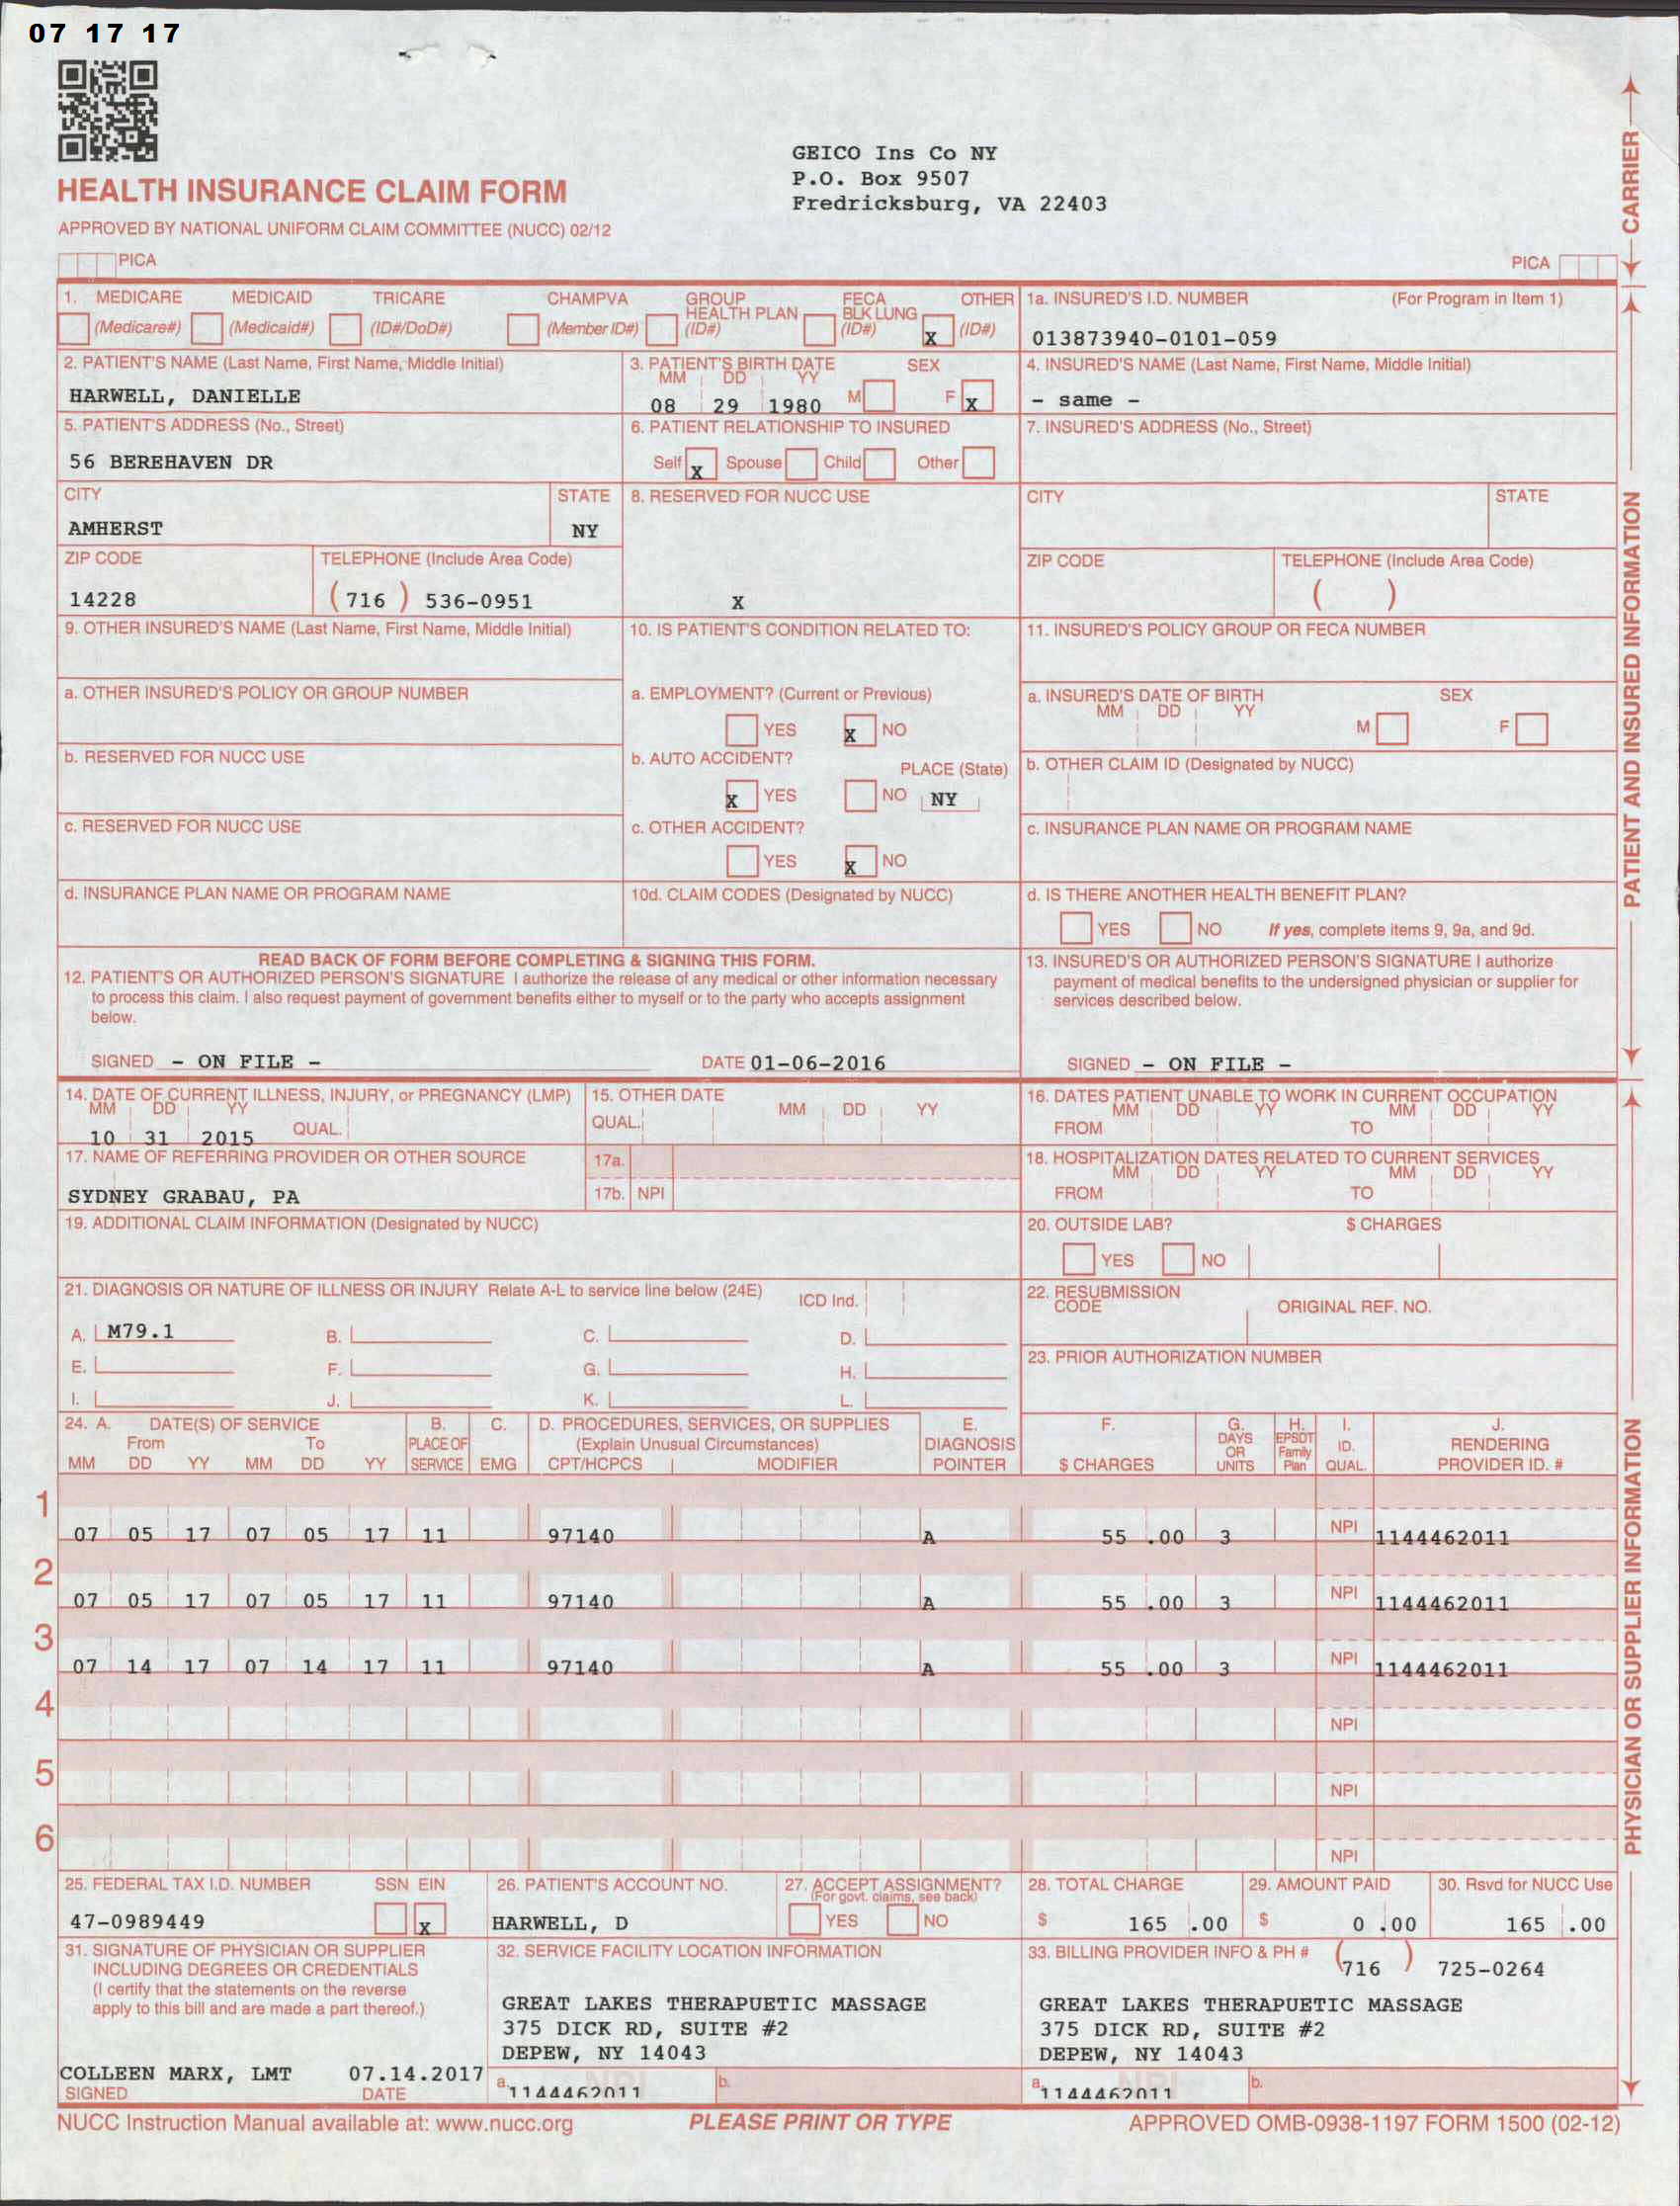 07 17 17
GEICO Ins Co NY
P.O. Box 9507
Fredricksburg, VA 22403
HEALTH INSURANCE CLAIM FORM
APPROVED BY NATIONAL UNIFORM CLAIM COMMITTEE (NUCC) 02/12
PICA PICA
CARRIER
1. MEDICARE MEDICAID TRICARE CHAMPVA GROUP HEALTH PLAN FECA BLK LUNG OTHER
(Medicare#) (Medicaid#) (ID#/DoD#) (Member ID#) (ID#) (ID#) X (ID#)
1a. INSURED'S I.D. NUMBER (For Program in Item 1)
013873940-0101-059
2. PATIENT'S NAME (Last Name, First Name, Middle Initial)
HARWELL, DANIELLE
3. PATIENT'S BIRTH DATE SEX
MM DD YY
08 29 1980 M F X
4. INSURED'S NAME (Last Name, First Name, Middle Initial)
- same -
5. PATIENT'S ADDRESS (No., Street)
56 BEREHAVEN DR
6. PATIENT RELATIONSHIP TO INSURED
Self X Spouse Child Other
7. INSURED'S ADDRESS (No., Street)
CITY STATE
AMHERST NY
8. RESERVED FOR NUCC USE
CITY STATE
ZIP CODE TELEPHONE (Include Area Code)
14228 (716) 536-0951
X
ZIP CODE TELEPHONE (Include Area Code)
( )
PATIENT AND INSURED INFORMATION
9. OTHER INSURED'S NAME (Last Name, First Name, Middle Initial)
10. IS PATIENT'S CONDITION RELATED TO:
11. INSURED'S POLICY GROUP OR FECA NUMBER
a. OTHER INSURED'S POLICY OR GROUP NUMBER
a. EMPLOYMENT? (Current or Previous)
YES X NO
a. INSURED'S DATE OF BIRTH SEX
MM DD YY
M F
b. RESERVED FOR NUCC USE
b. AUTO ACCIDENT? PLACE (State)
X YES NO NY
b. OTHER CLAIM ID (Designated by NUCC)
c. RESERVED FOR NUCC USE
c. OTHER ACCIDENT?
YES X NO
c. INSURANCE PLAN NAME OR PROGRAM NAME
d. INSURANCE PLAN NAME OR PROGRAM NAME
10d. CLAIM CODES (Designated by NUCC)
d. IS THERE ANOTHER HEALTH BENEFIT PLAN?
YES NO If yes, complete items 9, 9a, and 9d.
READ BACK OF FORM BEFORE COMPLETING & SIGNING THIS FORM.
12. PATIENT'S OR AUTHORIZED PERSON'S SIGNATURE I authorize the release of any medical or other information necessary
to process this claim. I also request payment of government benefits either to myself or to the party who accepts assignment
below.
SIGNED - ON FILE - DATE 01-06-2016
13. INSURED'S OR AUTHORIZED PERSON'S SIGNATURE I authorize
payment of medical benefits to the undersigned physician or supplier for
services described below.
SIGNED - ON FILE -
14. DATE OF CURRENT ILLNESS, INJURY, or PREGNANCY (LMP)
MM DD YY
10 31 2015 QUAL.
15. OTHER DATE
QUAL. MM DD YY
16. DATES PATIENT UNABLE TO WORK IN CURRENT OCCUPATION
MM DD YY MM DD YY
FROM TO
17. NAME OF REFERRING PROVIDER OR OTHER SOURCE
SYDNEY GRABAU, PA
17a.
17b. NPI
18. HOSPITALIZATION DATES RELATED TO CURRENT SERVICES
MM DD YY MM DD YY
FROM TO
19. ADDITIONAL CLAIM INFORMATION (Designated by NUCC)
20. OUTSIDE LAB? $ CHARGES
YES NO
21. DIAGNOSIS OR NATURE OF ILLNESS OR INJURY Relate A-L to service line below (24E) ICD Ind.
A. M79.1 B. C. D.
E. F. G. H.
I. J. K. L.
22. RESUBMISSION CODE ORIGINAL REF. NO.
23. PRIOR AUTHORIZATION NUMBER
24. A. DATE(S) OF SERVICE B. C. D. PROCEDURES, SERVICES, OR SUPPLIES E. F. G. H. I. J.
From To PLACE OF (Explain Unusual Circumstances) DIAGNOSIS DAYS OR UNITS EPSDT Family Plan ID. RENDERING
MM DD YY MM DD YY SERVICE EMG CPT/HCPCS MODIFIER POINTER $ CHARGES QUAL. PROVIDER ID. #
1 07 05 17 07 05 17 11 97140 A 55 .00 3 NPI 1144462011
2 07 05 17 07 05 17 11 97140 A 55 .00 3 NPI 1144462011
3 07 14 17 07 14 17 11 97140 A 55 .00 3 NPI 1144462011
4 NPI
5 NPI
6 NPI
PHYSICIAN OR SUPPLIER INFORMATION
25. FEDERAL TAX I.D. NUMBER SSN EIN
47-0989449 X
26. PATIENT'S ACCOUNT NO.
HARWELL, D
27. ACCEPT ASSIGNMENT?
(For govt. claims, see back)
YES NO
28. TOTAL CHARGE
$ 165 .00
29. AMOUNT PAID
$ 0 .00
30. Rsvd for NUCC Use
165 .00
31. SIGNATURE OF PHYSICIAN OR SUPPLIER
INCLUDING DEGREES OR CREDENTIALS
(I certify that the statements on the reverse
apply to this bill and are made a part thereof.)
COLLEEN MARX, LMT 07.14.2017
SIGNED DATE
32. SERVICE FACILITY LOCATION INFORMATION
GREAT LAKES THERAPUETIC MASSAGE
375 DICK RD, SUITE #2
DEPEW, NY 14043
a. 1144462011 NPI b.
33. BILLING PROVIDER INFO & PH # (716) 725-0264
GREAT LAKES THERAPUETIC MASSAGE
375 DICK RD, SUITE #2
DEPEW, NY 14043
a. 1144462011 NPI b.
NUCC Instruction Manual available at: www.nucc.org PLEASE PRINT OR TYPE APPROVED OMB-0938-1197 FORM 1500 (02-12)